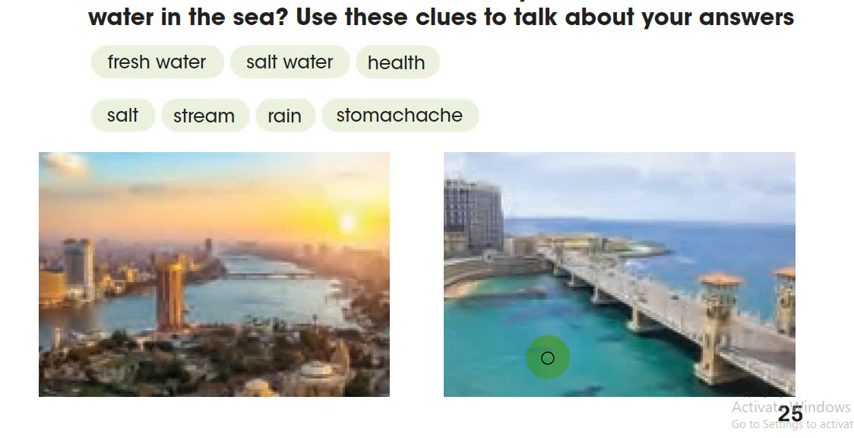 water in the sea? Use these clues to talk about your answers
fresh water salt water health
salt stream rain stomachache
Activate Windows
25
Go to Settings to activat